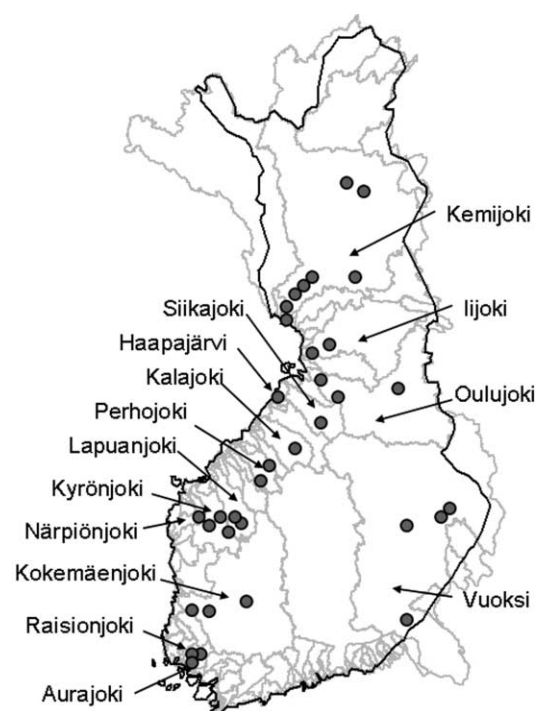 Kemijoki
Siikajoki
Iijoki
Haapajärvi
Kalajoki
Oulujoki
Perhojoki
Lapuanjoki
Kyrönjoki
Närpiönjoki
Kokemäenjoki
Vuoksi
Raisionjoki
Aurajoki